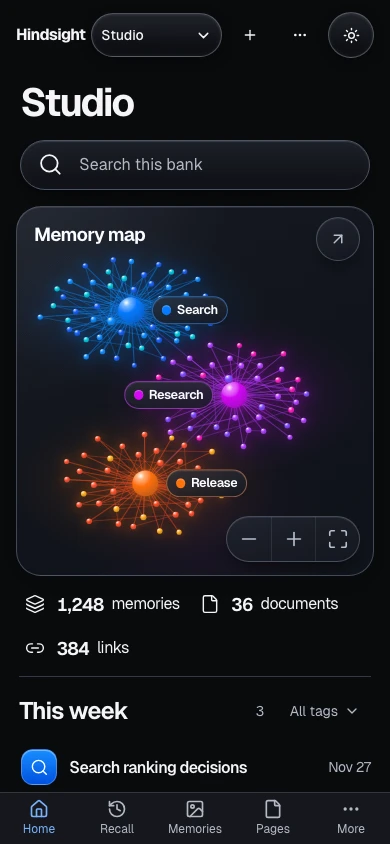 Hindsight Studio
Studio
Search this bank
Memory map
Search
Research
Release
1,248 memories 36 documents
384 links
This week 3 All tags
Search ranking decisions Nov 27
Home Recall Memories Pages More